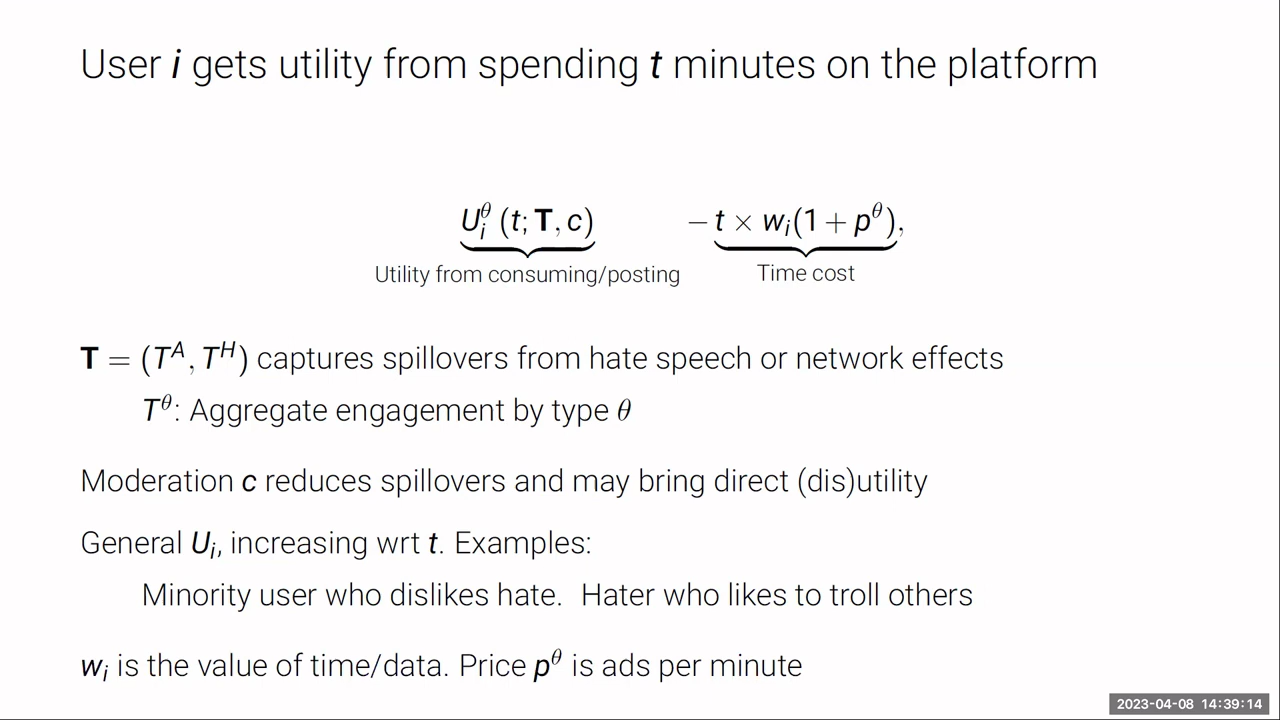 User i gets utility from spending t minutes on the platform
U_i^θ (t; T, c) − t × w_i(1 + p^θ),
Utility from consuming/posting Time cost
T = (T^A, T^H) captures spillovers from hate speech or network effects
T^θ: Aggregate engagement by type θ
Moderation c reduces spillovers and may bring direct (dis)utility
General U_i, increasing wrt t. Examples:
Minority user who dislikes hate. Hater who likes to troll others
w_i is the value of time/data. Price p^θ is ads per minute
2023-04-08 14:39:14